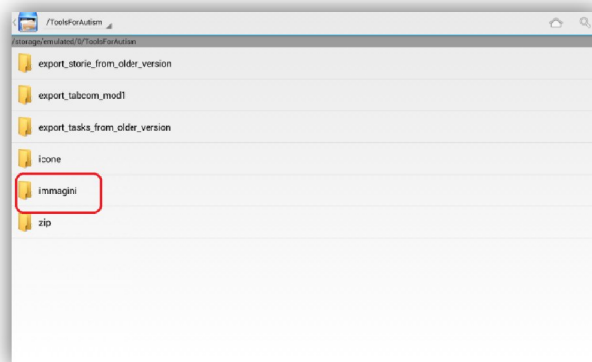 /ToolsForAutism
/storage/emulated/0/ToolsForAutism
export_storie_from_older_version
export_tabcom_mod1
export_tasks_from_older_version
icone
immagini
zip